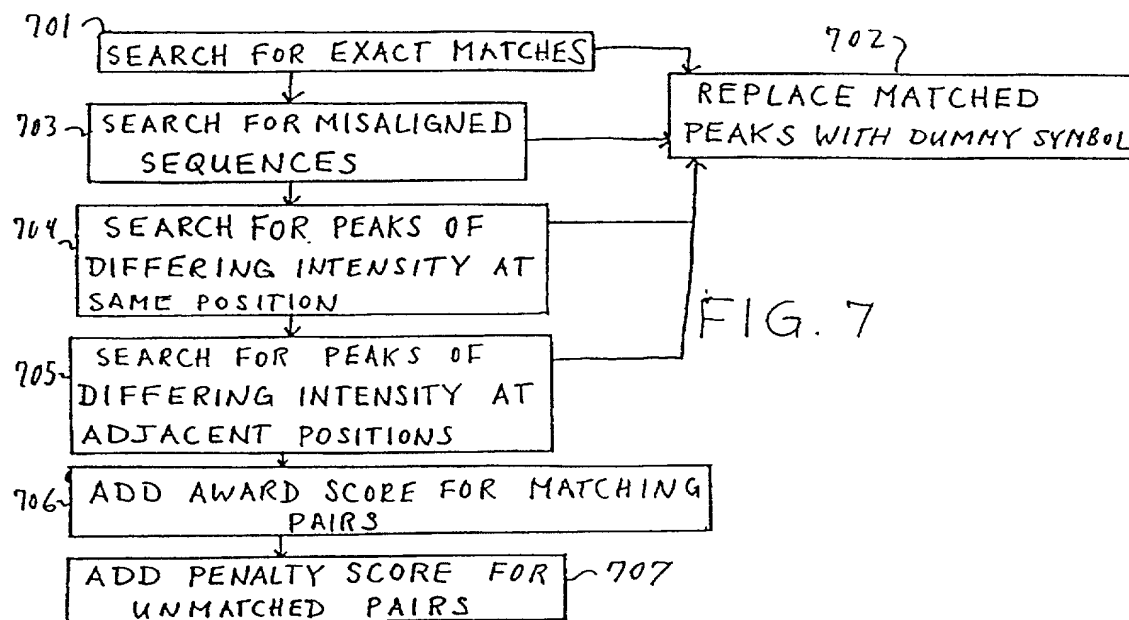 701
SEARCH FOR EXACT MATCHES
702
REPLACE MATCHED
PEAKS WITH DUMMY SYMBOL
703
SEARCH FOR MISALIGNED
SEQUENCES
704
SEARCH FOR PEAKS OF
DIFFERING INTENSITY AT
SAME POSITION
FIG. 7
705
SEARCH FOR PEAKS OF
DIFFERING INTENSITY AT
ADJACENT POSITIONS
706
ADD AWARD SCORE FOR MATCHING
PAIRS
ADD PENALTY SCORE FOR
UNMATCHED PAIRS
707